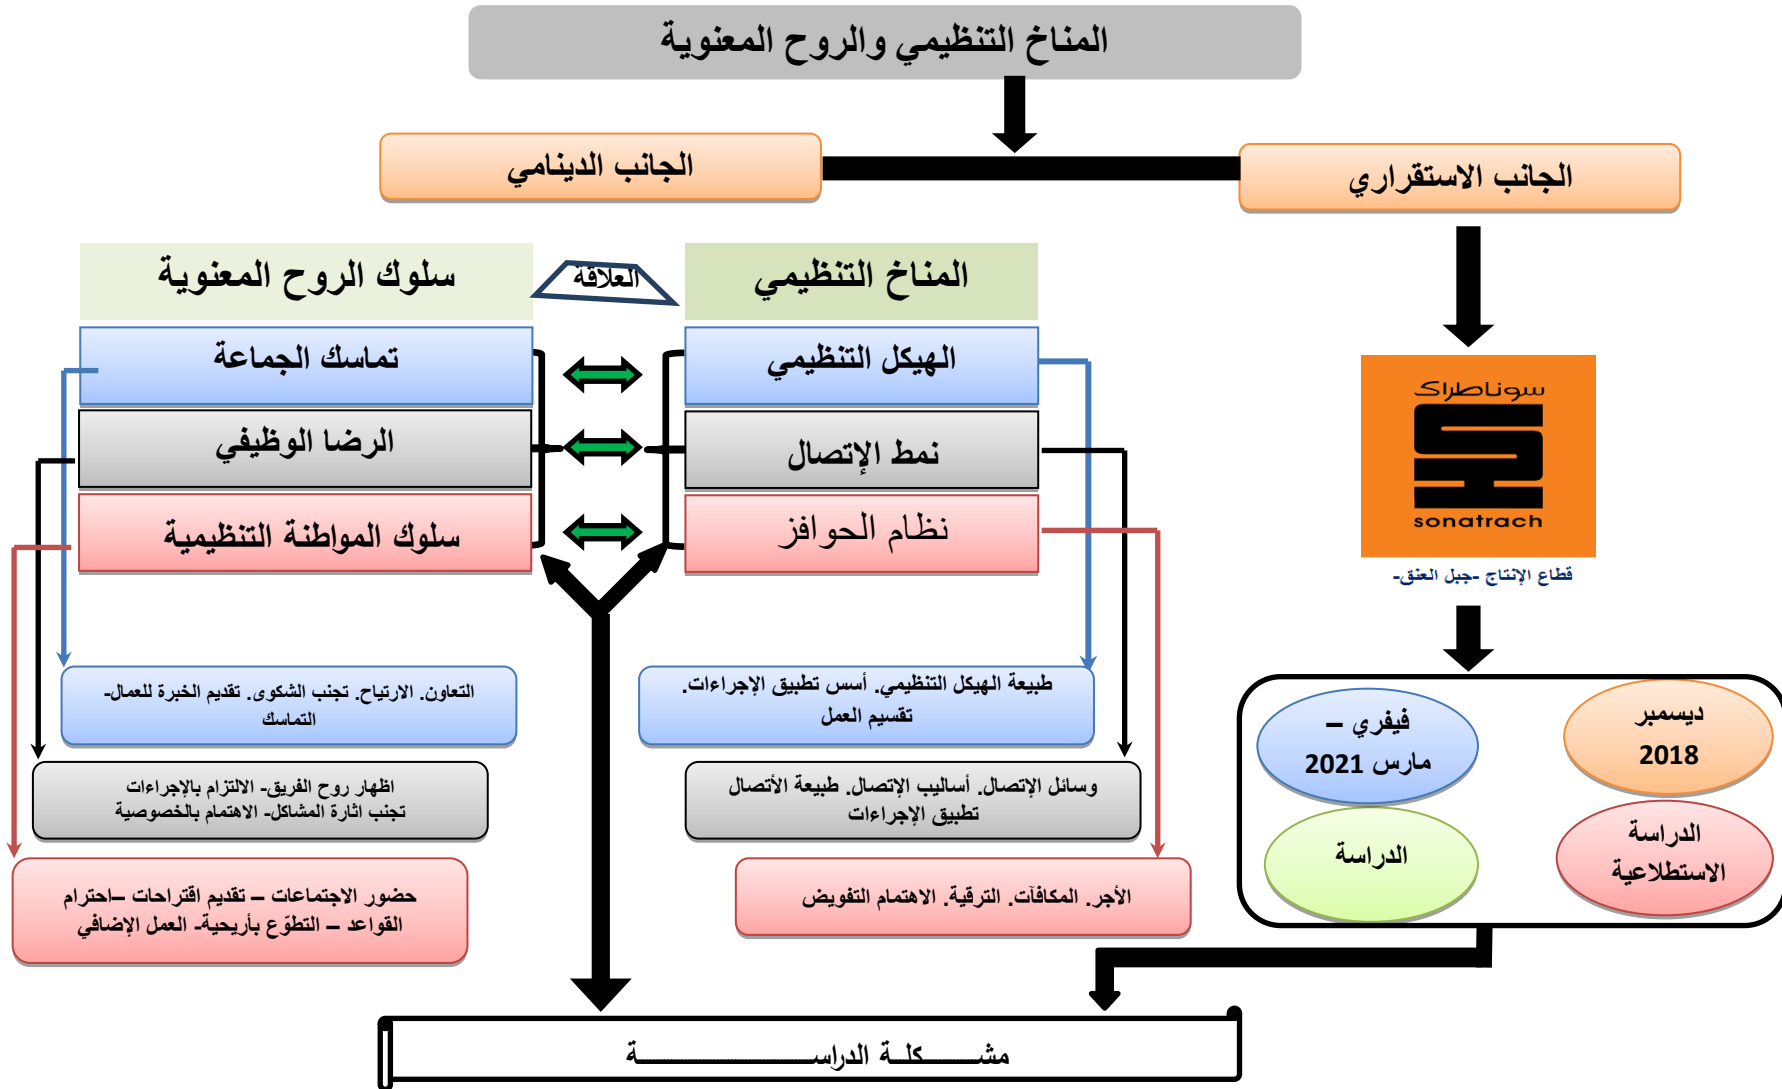 المناخ التنظيمي والروح المعنوية
الجانب الاستقراري
الجانب الدينامي
المناخ التنظيمي
العلاقة
سلوك الروح المعنوية
الهيكل التنظيمي
تماسك الجماعة
نمط الإتصال
الرضا الوظيفي
نظام الحوافز
سلوك المواطنة التنظيمية
سوناطراك
sonatrach
قطاع الإنتاج -جبل العنق-
طبيعة الهيكل التنظيمي. أسس تطبيق الإجراءات.
تقسيم العمل
التعاون. الارتياح. تجنب الشكوى. تقديم الخبرة للعمال-
التماسك
وسائل الإتصال. أساليب الإتصال. طبيعة الأتصال
تطبيق الإجراءات
اظهار روح الفريق- الالتزام بالإجراءات
تجنب اثارة المشاكل- الاهتمام بالخصوصية
الأجر. المكافآت. الترقية. الاهتمام التفويض
حضور الاجتماعات – تقديم اقتراحات –احترام
القواعد – التطوّع بأريحية- العمل الإضافي
ديسمبر
2018
فيفري –
مارس 2021
الدراسة
الاستطلاعية
الدراسة
مشـــــكلــة الدراســــــــــــــــــة